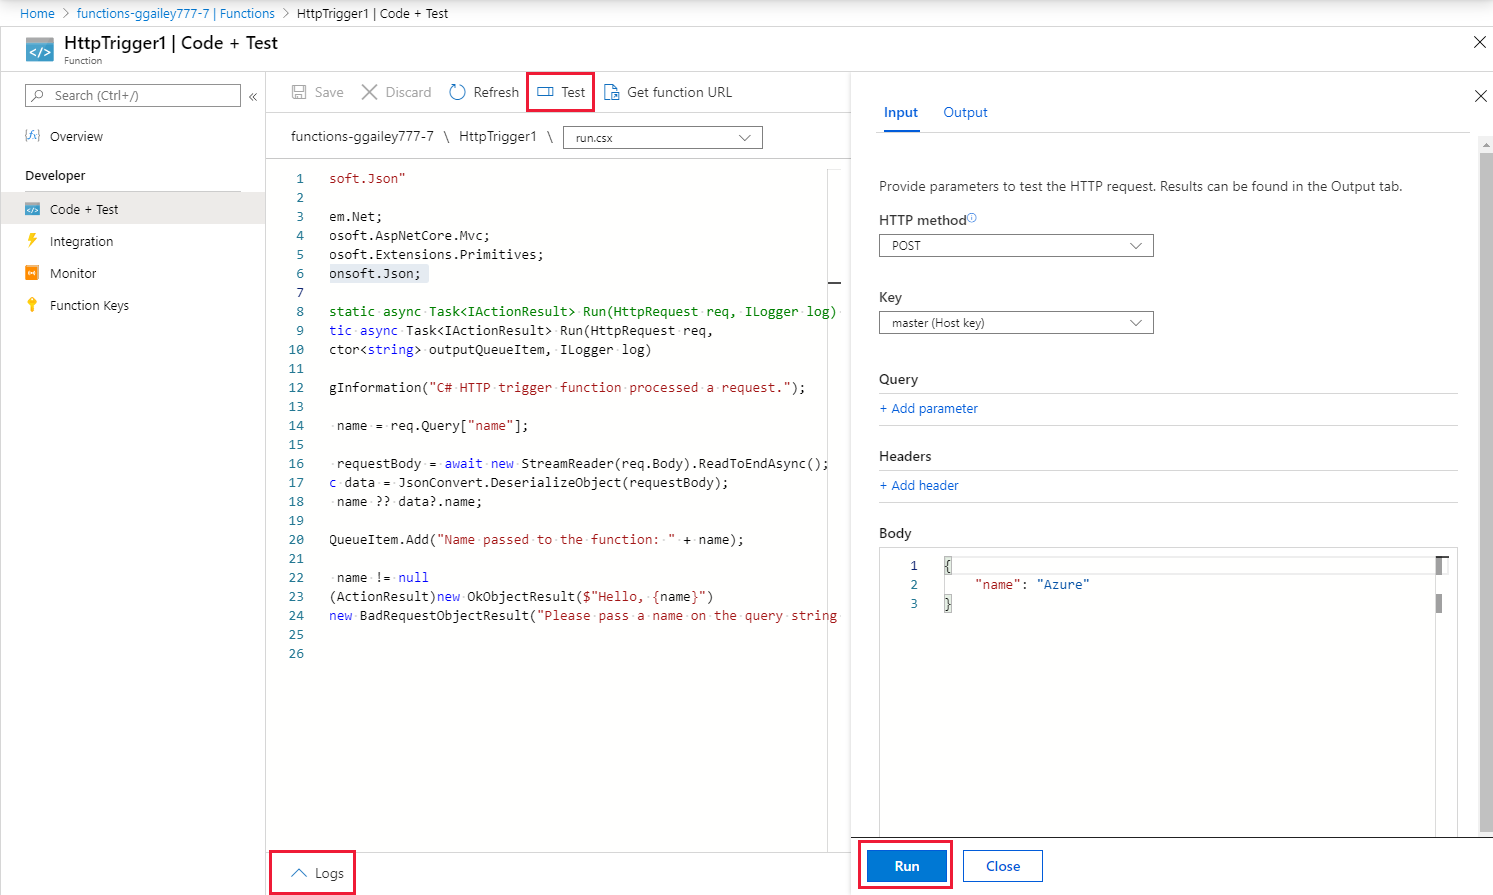 Home > functions-ggailey777-7 | Functions > HttpTrigger1 | Code + Test
HttpTrigger1 | Code + Test
Function
Search (Ctrl+/)
«
Overview
Developer
Code + Test
Integration
Monitor
Function Keys
Save Discard Refresh Test Get function URL
functions-ggailey777-7 \ HttpTrigger1 \ run.csx
1 soft.Json"
2
3 em.Net;
4 osoft.AspNetCore.Mvc;
5 osoft.Extensions.Primitives;
6 onsoft.Json;
7
8 static async Task<IActionResult> Run(HttpRequest req, ILogger log)
9 tic async Task<IActionResult> Run(HttpRequest req,
10 ctor<string> outputQueueItem, ILogger log)
11
12 gInformation("C# HTTP trigger function processed a request.");
13
14 name = req.Query["name"];
15
16 requestBody = await new StreamReader(req.Body).ReadToEndAsync();
17 c data = JsonConvert.DeserializeObject(requestBody);
18 name ?? data?.name;
19
20 QueueItem.Add("Name passed to the function: " + name);
21
22 name != null
23 (ActionResult)new OkObjectResult($"Hello, {name}")
24 new BadRequestObjectResult("Please pass a name on the query string
25
26
Logs
Input Output
Provide parameters to test the HTTP request. Results can be found in the Output tab.
HTTP method
POST
Key
master (Host key)
Query
+ Add parameter
Headers
+ Add header
Body
1 {
2 "name": "Azure"
3 }
Run Close